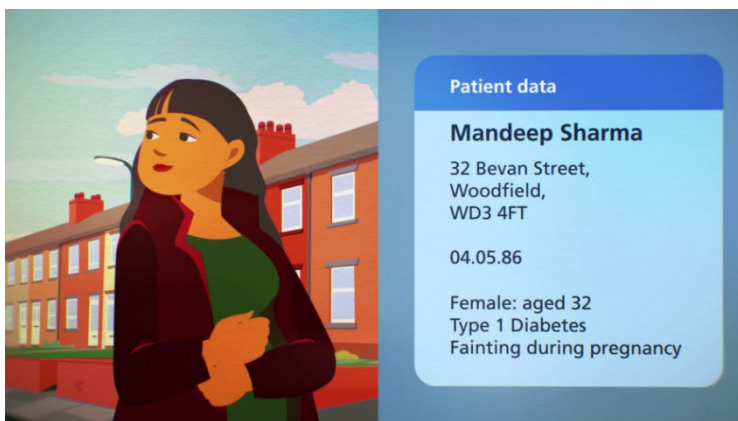 Patient data
Mandeep Sharma
32 Bevan Street,
Woodfield,
WD3 4FT
04.05.86
Female: aged 32
Type 1 Diabetes
Fainting during pregnancy